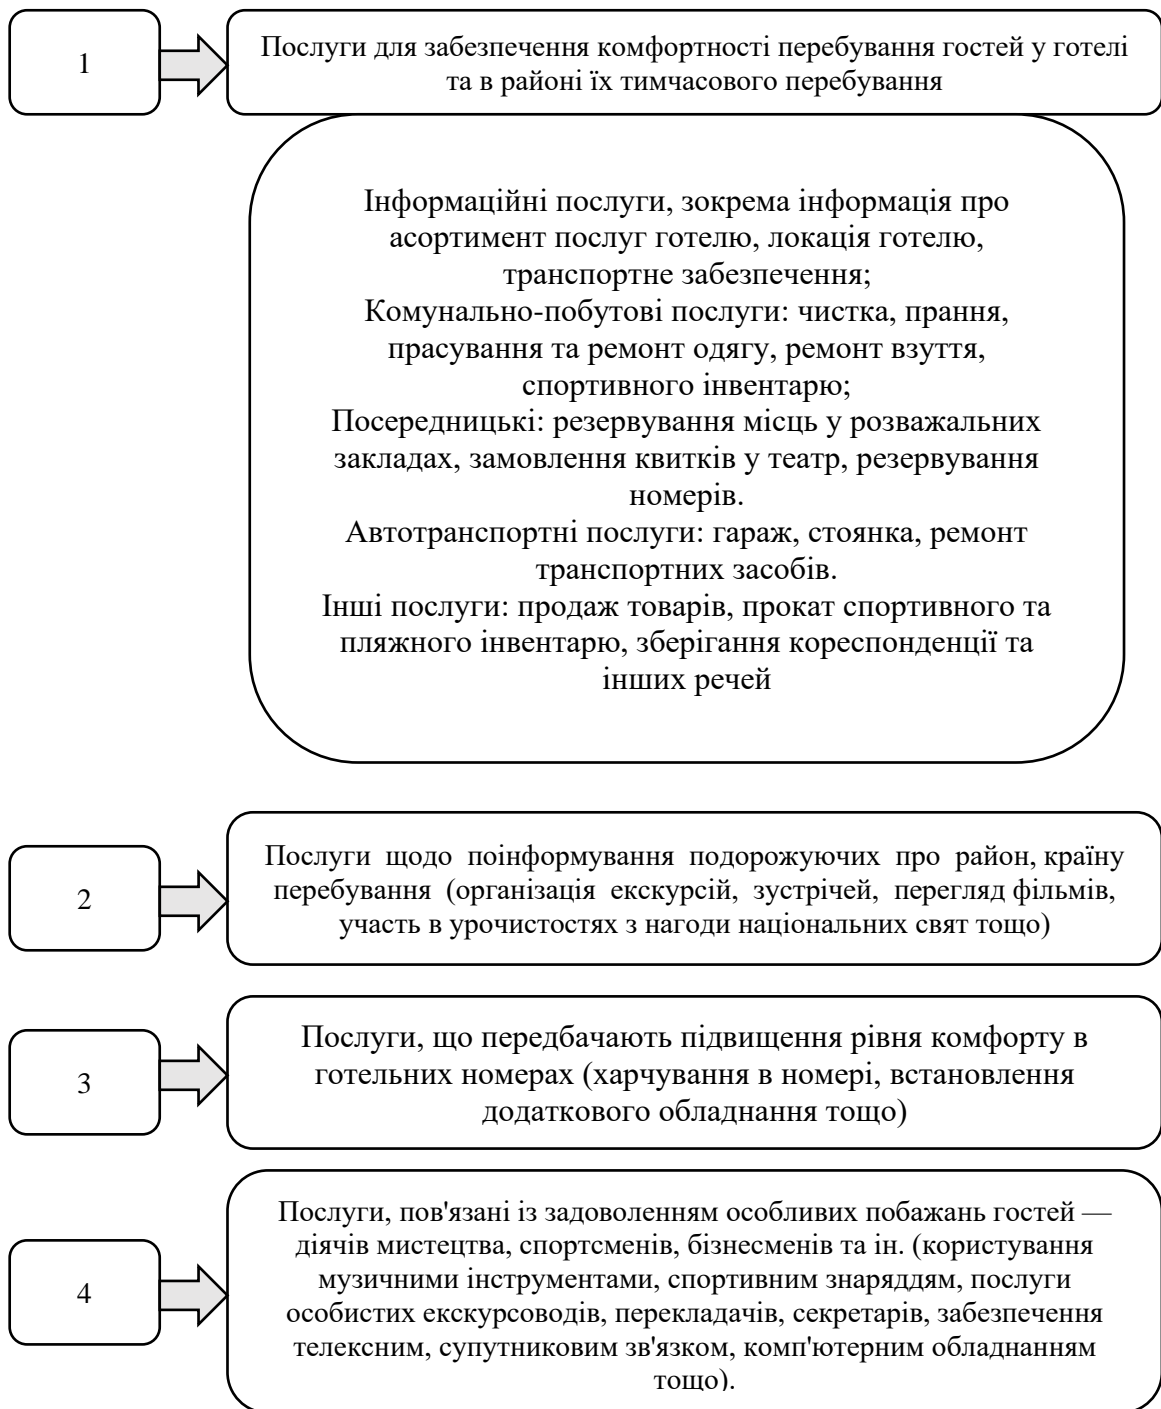 1
Послуги для забезпечення комфортності перебування гостей у готелі
та в районі їх тимчасового перебування
Інформаційні послуги, зокрема інформація про
асортимент послуг готелю, локація готелю,
транспортне забезпечення;
Комунально-побутові послуги: чистка, прання,
прасування та ремонт одягу, ремонт взуття,
спортивного інвентарю;
Посередницькі: резервування місць у розважальних
закладах, замовлення квитків у театр, резервування
номерів.
Автотранспортні послуги: гараж, стоянка, ремонт
транспортних засобів.
Інші послуги: продаж товарів, прокат спортивного та
пляжного інвентарю, зберігання кореспонденції та
інших речей
2
Послуги щодо поінформування подорожуючих про район, країну
перебування (організація екскурсій, зустрічей, перегляд фільмів,
участь в урочистостях з нагоди національних свят тощо)
3
Послуги, що передбачають підвищення рівня комфорту в
готельних номерах (харчування в номері, встановлення
додаткового обладнання тощо)
4
Послуги, пов'язані із задоволенням особливих побажань гостей —
діячів мистецтва, спортсменів, бізнесменів та ін. (користування
музичними інструментами, спортивним знаряддям, послуги
особистих екскурсоводів, перекладачів, секретарів, забезпечення
телексним, супутниковим зв'язком, комп'ютерним обладнанням
тощо).